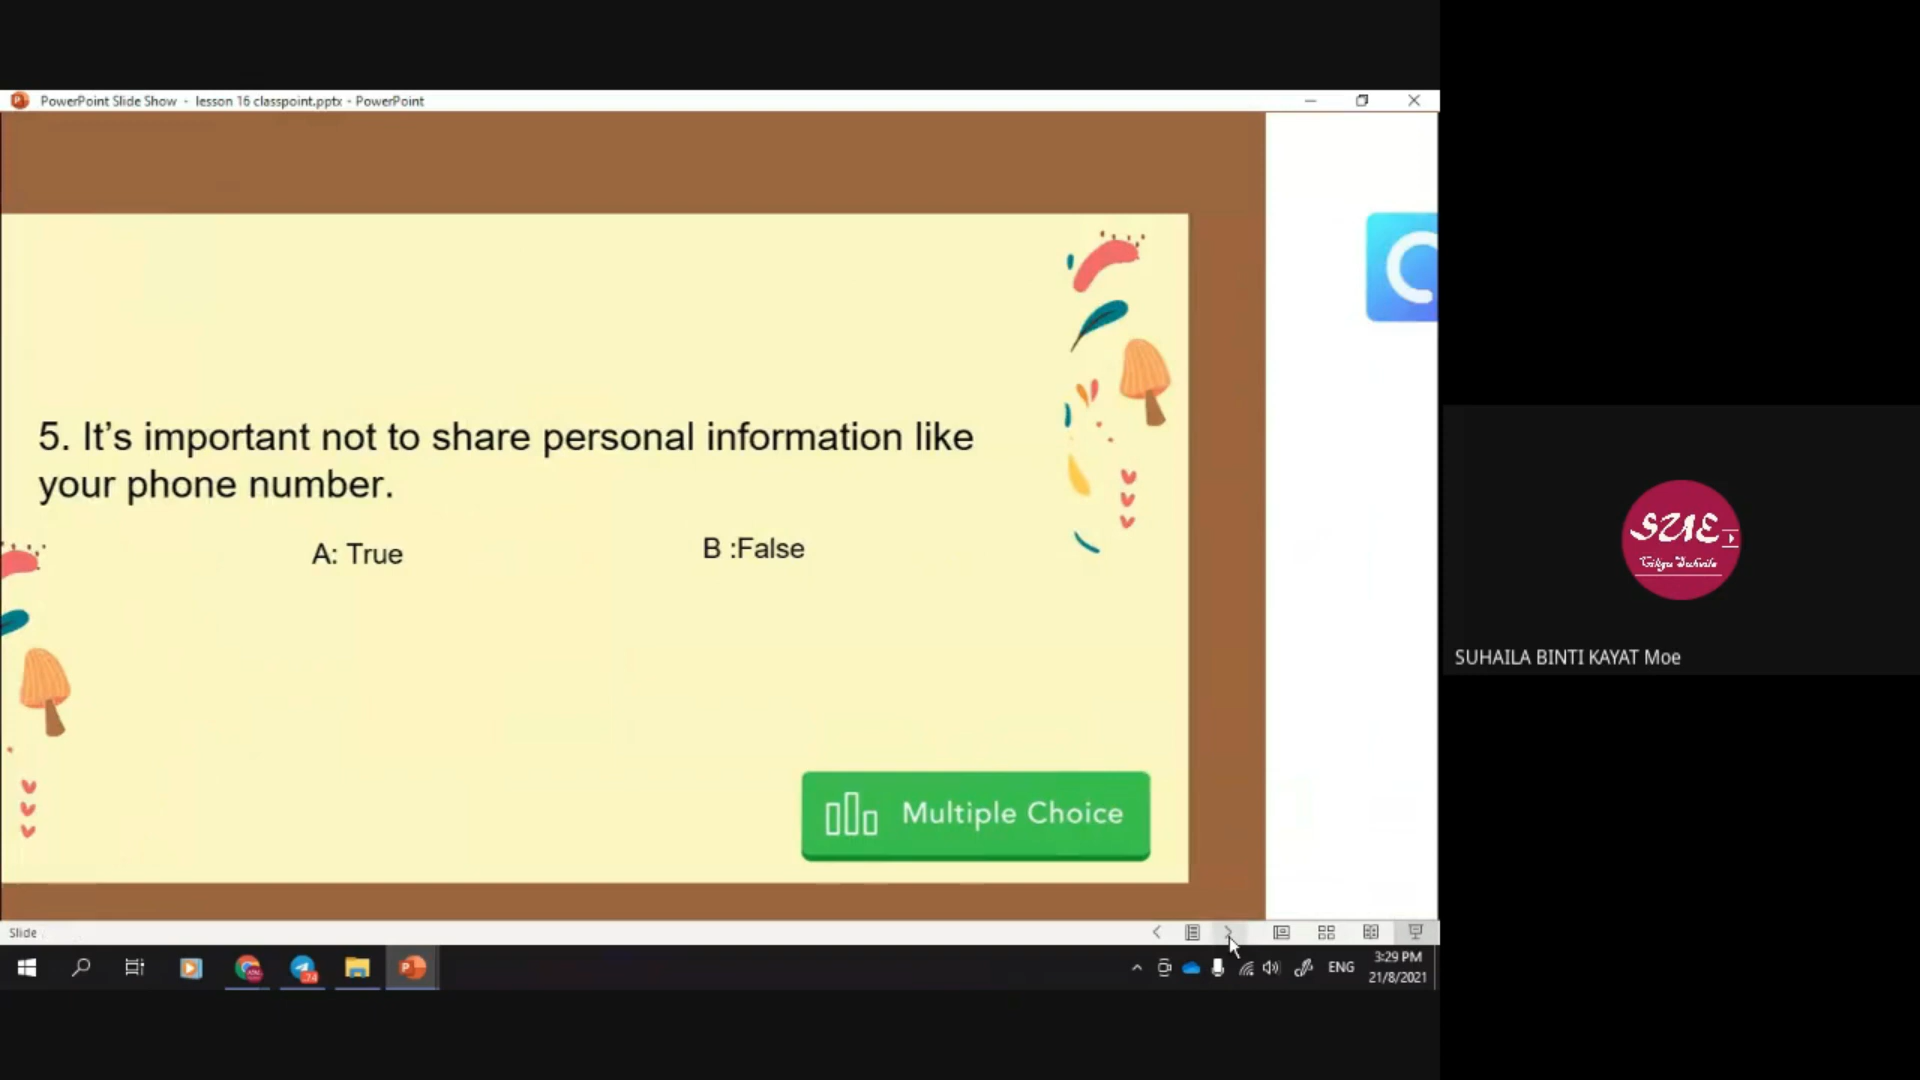 PowerPoint Slide Show - lesson 16 classpoint.pptx - PowerPoint
5. It's important not to share personal information like
your phone number.
A: True
B :False
Multiple Choice
SUHAILA BINTI KAYAT Moe
Slide
24
ENG
3:29 PM
21/8/2021